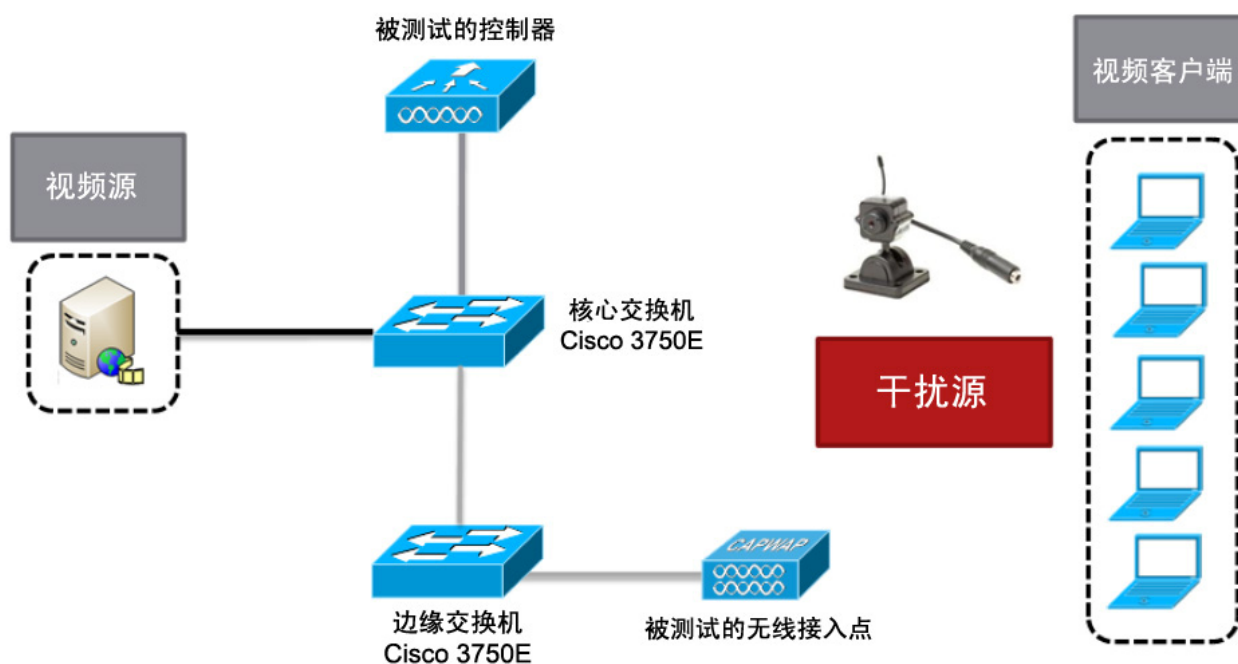 被测试的控制器
视频客户端
视频源
核心交换机
Cisco 3750E
干扰源
CAPWAP
边缘交换机
Cisco 3750E
被测试的无线接入点